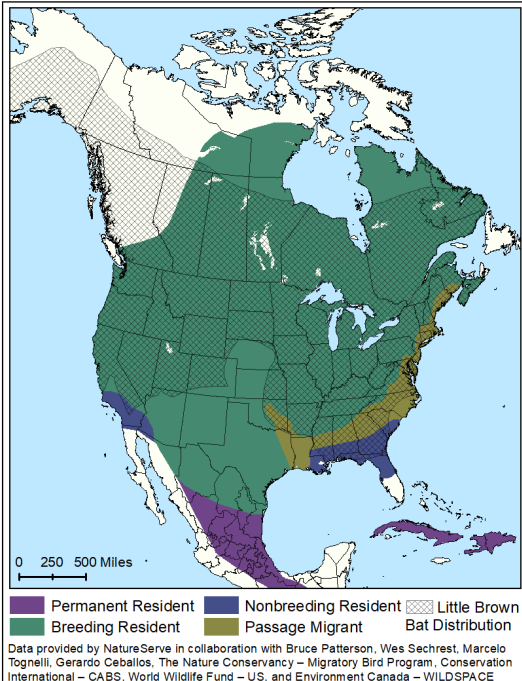 0 250 500 Miles
Permanent Resident Nonbreeding Resident Little Brown
Breeding Resident Passage Migrant Bat Distribution
Data provided by NatureServe in collaboration with Bruce Patterson, Wes Sechrest, Marcelo
Tognelli, Gerardo Ceballos, The Nature Conservancy – Migratory Bird Program, Conservation
International – CABS, World Wildlife Fund – US, and Environment Canada – WILDSPACE